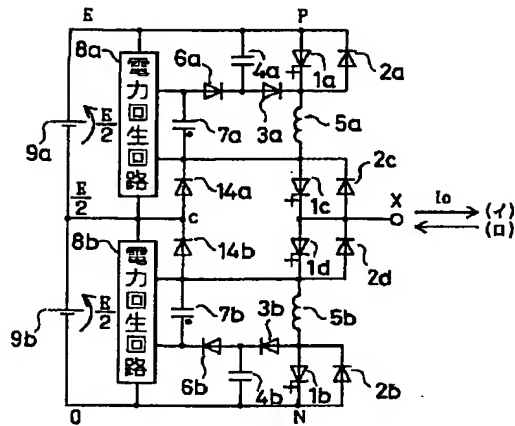 E P
8a 6a 4a 1a 2a
電力回生回路
3a
9a E/2 7a 5a
2c
E/2 14a 1c X Io (イ)
c (ロ)
8b 14b 1d 2d
電力回生回路
9b E/2 7b 3b 5b
6b 4b 1b 2b
0 N